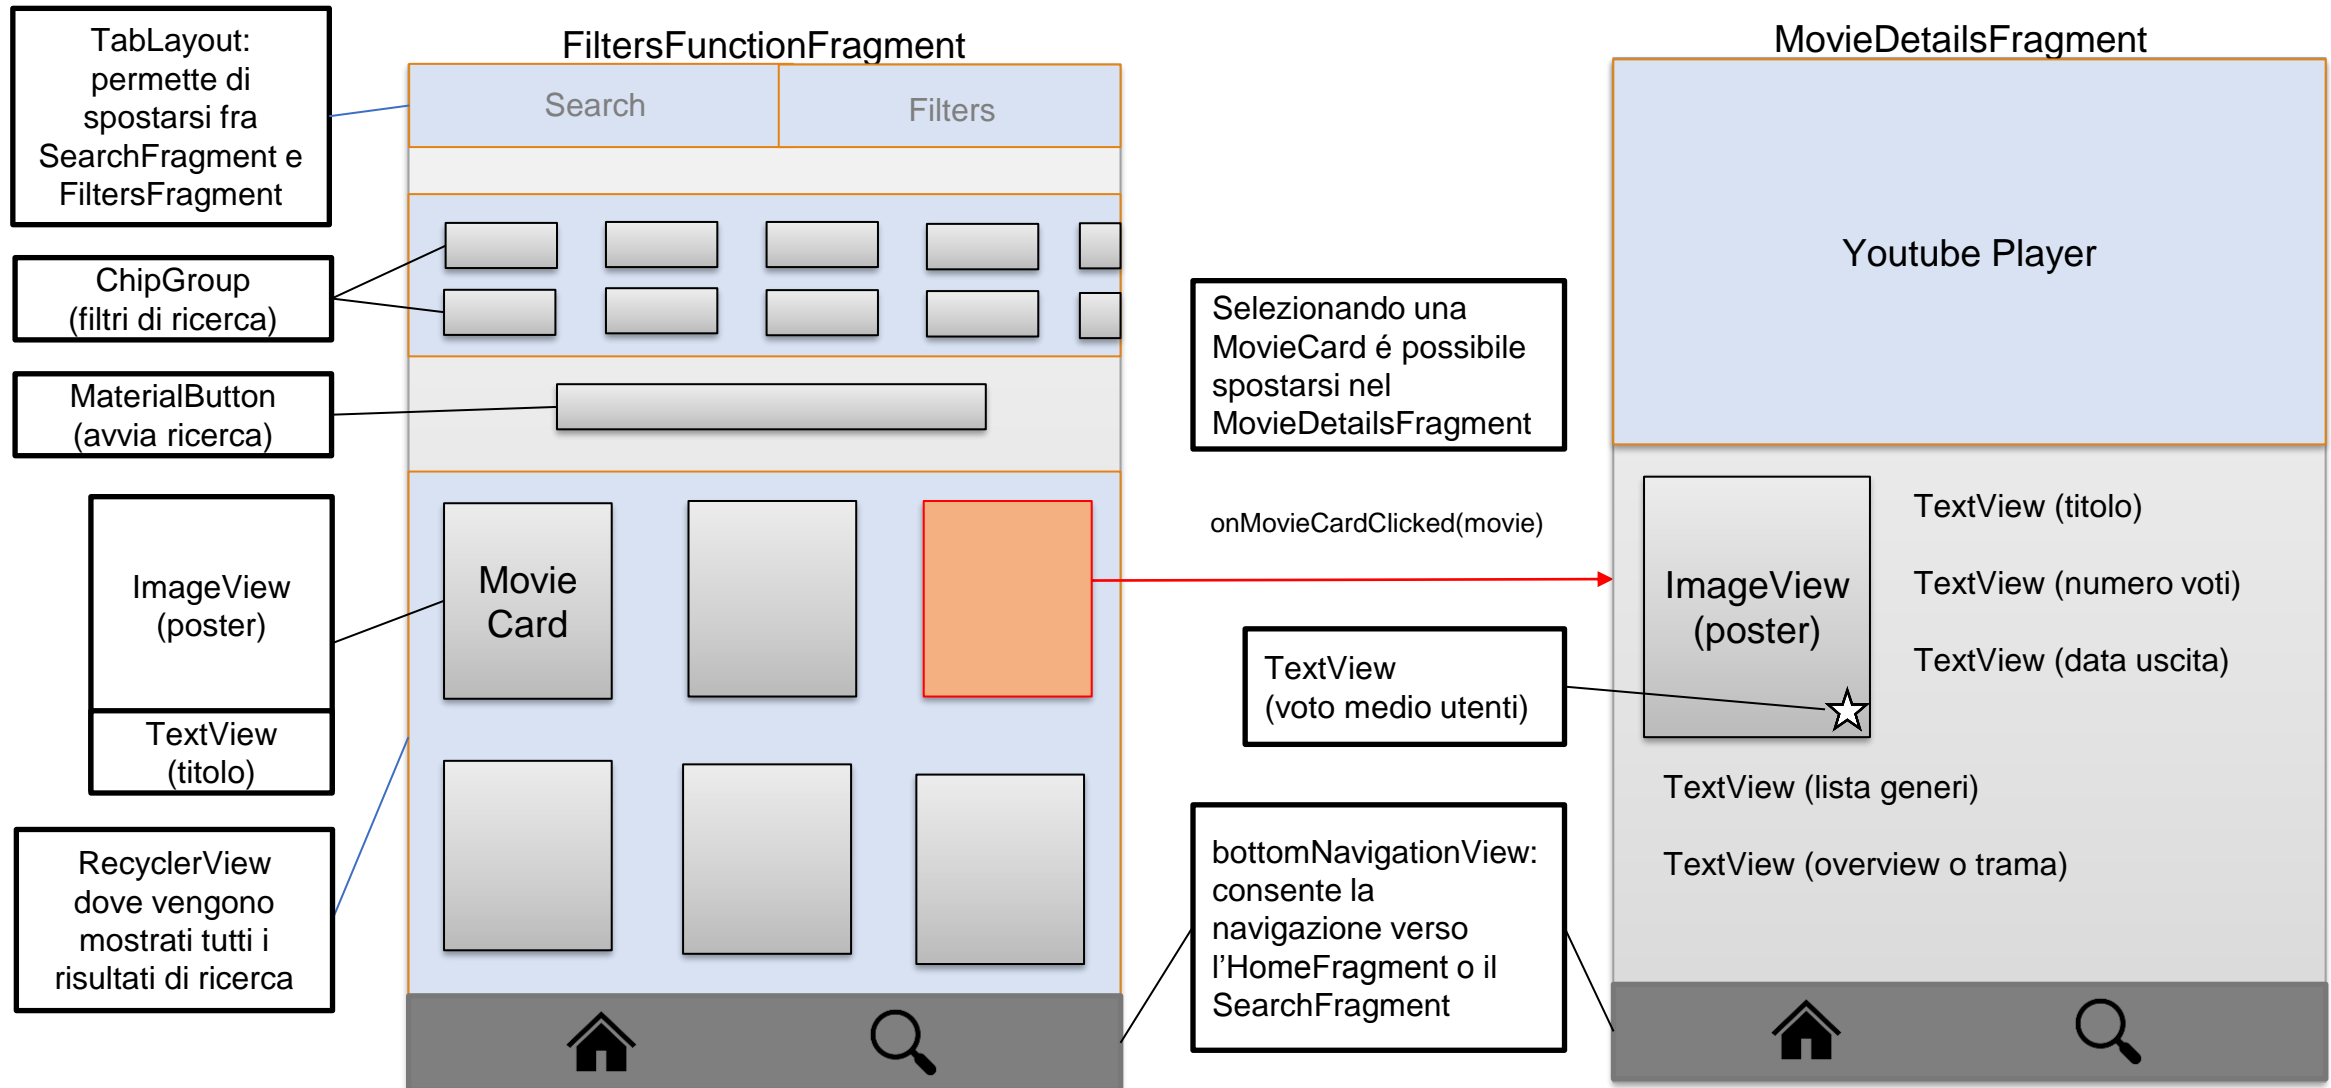 TabLayout:
permette di
spostarsi fra
SearchFragment e
FiltersFragment
ChipGroup
(filtri di ricerca)
MaterialButton
(avvia ricerca)
ImageView
(poster)
TextView
(titolo)
RecyclerView
dove vengono
mostrati tutti i
risultati di ricerca
FiltersFunctionFragment
Search
Filters
Movie
Card
Selezionando una
MovieCard é possibile
spostarsi nel
MovieDetailsFragment
onMovieCardClicked(movie)
TextView
(voto medio utenti)
bottomNavigationView:
consente la
navigazione verso
l’HomeFragment o il
SearchFragment
MovieDetailsFragment
Youtube Player
ImageView
(poster)
TextView (titolo)
TextView (numero voti)
TextView (data uscita)
TextView (lista generi)
TextView (overview o trama)